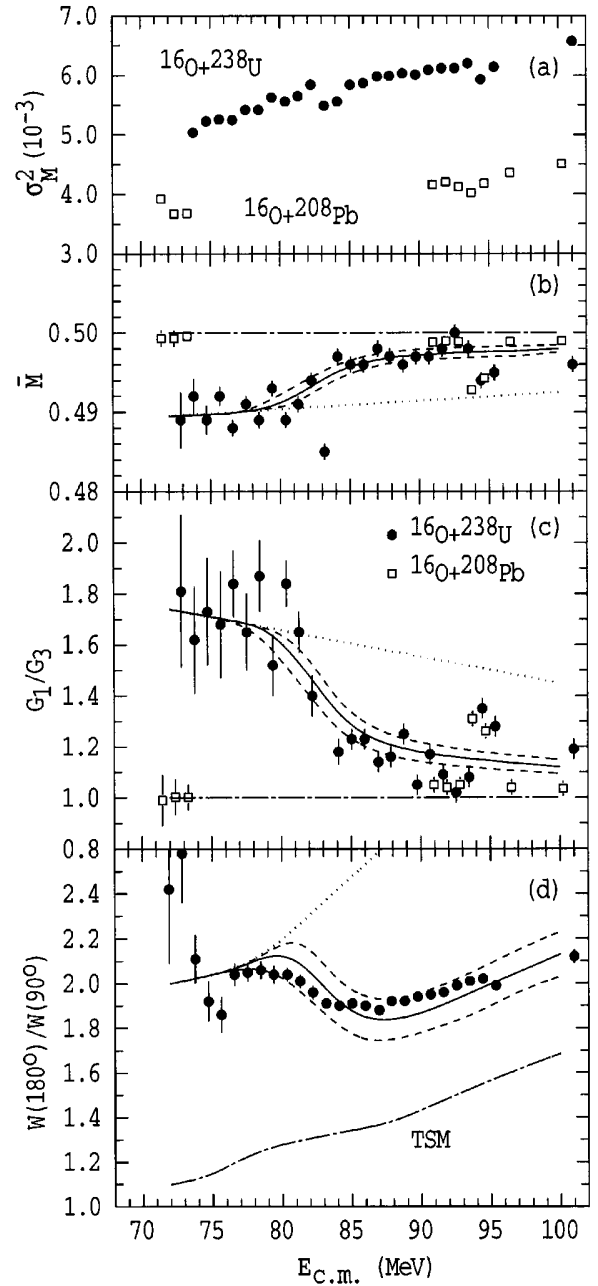 7.0
6.0
5.0
4.0
3.0
σ²M (10⁻³)
¹⁶O+²³⁸U
(a)
¹⁶O+²⁰⁸Pb
0.50
0.49
0.48
M̄
(b)
2.0
1.8
1.6
1.4
1.2
1.0
0.8
G₁/G₃
¹⁶O+²³⁸U
(c)
¹⁶O+²⁰⁸Pb
2.4
2.2
2.0
1.8
1.6
1.4
1.2
1.0
W(180°)/W(90°)
(d)
TSM
70 75 80 85 90 95 100
E_c.m. (MeV)